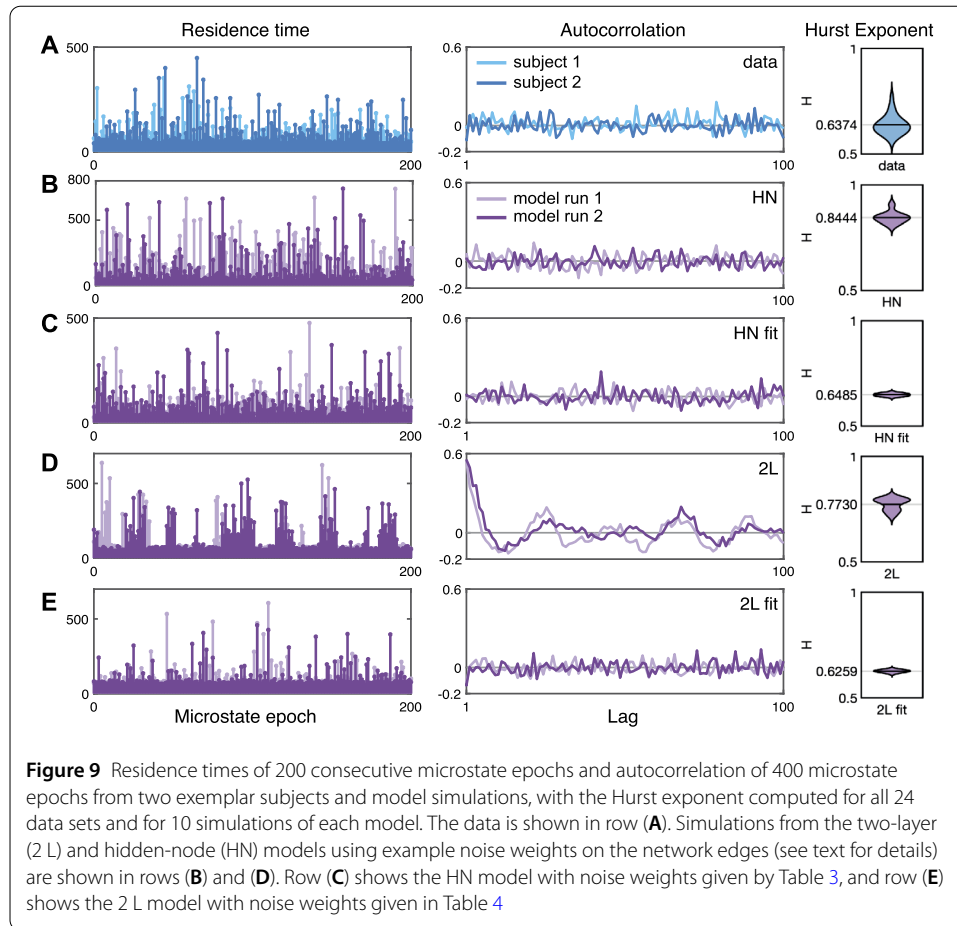 Residence time
Autocorrolation
Hurst Exponent
A
500
0
0
200
0.6
0
-0.2
1
100
subject 1
subject 2
data
1
H
0.6374
0.5
data
B
800
500
0
0
200
0.6
0
-0.2
1
100
model run 1
model run 2
HN
1
H
0.8444
0.5
HN
C
500
0
0
200
0.6
0
-0.2
1
100
HN fit
1
H
0.6485
0.5
HN fit
D
500
0
0
200
0.6
0
-0.2
1
100
2L
1
H
0.7730
0.5
2L
E
500
0
0
200
Microstate epoch
0.6
0
-0.2
1
100
Lag
2L fit
1
H
0.6259
0.5
2L fit
Figure 9 Residence times of 200 consecutive microstate epochs and autocorrelation of 400 microstate
epochs from two exemplar subjects and model simulations, with the Hurst exponent computed for all 24
data sets and for 10 simulations of each model. The data is shown in row (A). Simulations from the two-layer
(2 L) and hidden-node (HN) models using example noise weights on the network edges (see text for details)
are shown in rows (B) and (D). Row (C) shows the HN model with noise weights given by Table 3, and row (E)
shows the 2 L model with noise weights given in Table 4